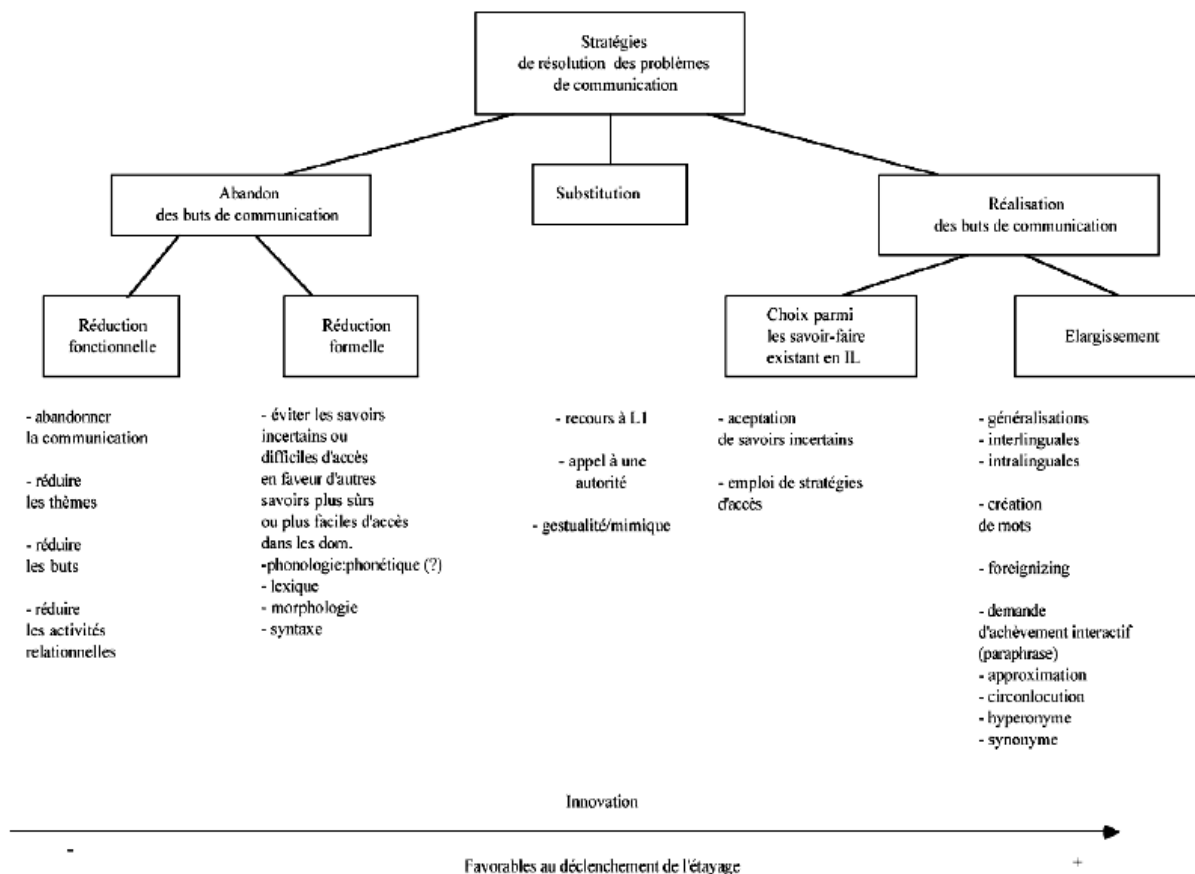 Stratégies
de résolution des problèmes
de communication
Abandon
des buts de communication
Substitution
Réalisation
des buts de communication
Réduction
fonctionnelle
Réduction
formelle
Choix parmi
les savoir-faire
existant en IL
Elargissement
- abandonner
la communication
- réduire
les thèmes
- réduire
les buts
- réduire
les activités
relationnelles
- éviter les savoirs
incertains ou
difficiles d'accès
en faveur d'autres
savoirs plus sûrs
ou plus faciles d'accès
dans les dom.
-phonologie:phonétique (?)
- lexique
- morphologie
- syntaxe
- recours à L1
- appel à une
autorité
- gestualité/mimique
- aceptation
de savoirs incertains
- emploi de stratégies
d'accès
- généralisations
- interlinguales
- intralinguales
- création
de mots
- foreignizing
- demande
d'achèvement interactif
(paraphrase)
- approximation
- circonlocution
- hyperonyme
- synonyme
Innovation
- +
Favorables au déclenchement de l'étayage